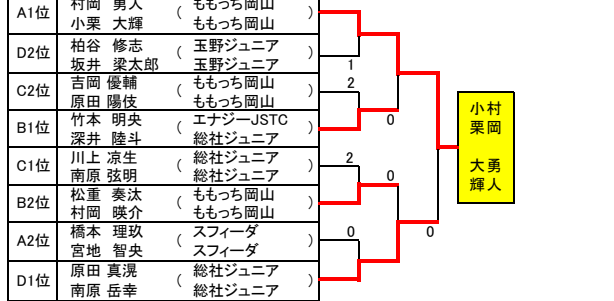 A1位 村岡 勇人 ( ももっち岡山 )
小栗 大輝 ももっち岡山
D2位 柏谷 修志 ( 玉野ジュニア )
坂井 梁太郎 玉野ジュニア
1
C2位 吉岡 優輔 ( ももっち岡山 ) 2
原田 陽伎 ももっち岡山
B1位 竹本 明央 ( エナジーJSTC ) 0
深井 陸斗 総社ジュニア
C1位 川上 凉生 ( 総社ジュニア ) 2
南原 弦明 総社ジュニア
0
B2位 松重 奏汰 ( ももっち岡山 )
村岡 暎介 ももっち岡山
A2位 橋本 理玖 ( スフィーダ ) 0 0
宮地 智央 スフィーダ
D1位 原田 真滉 ( 総社ジュニア )
南原 岳幸 総社ジュニア
村岡 勇人
小栗 大輝